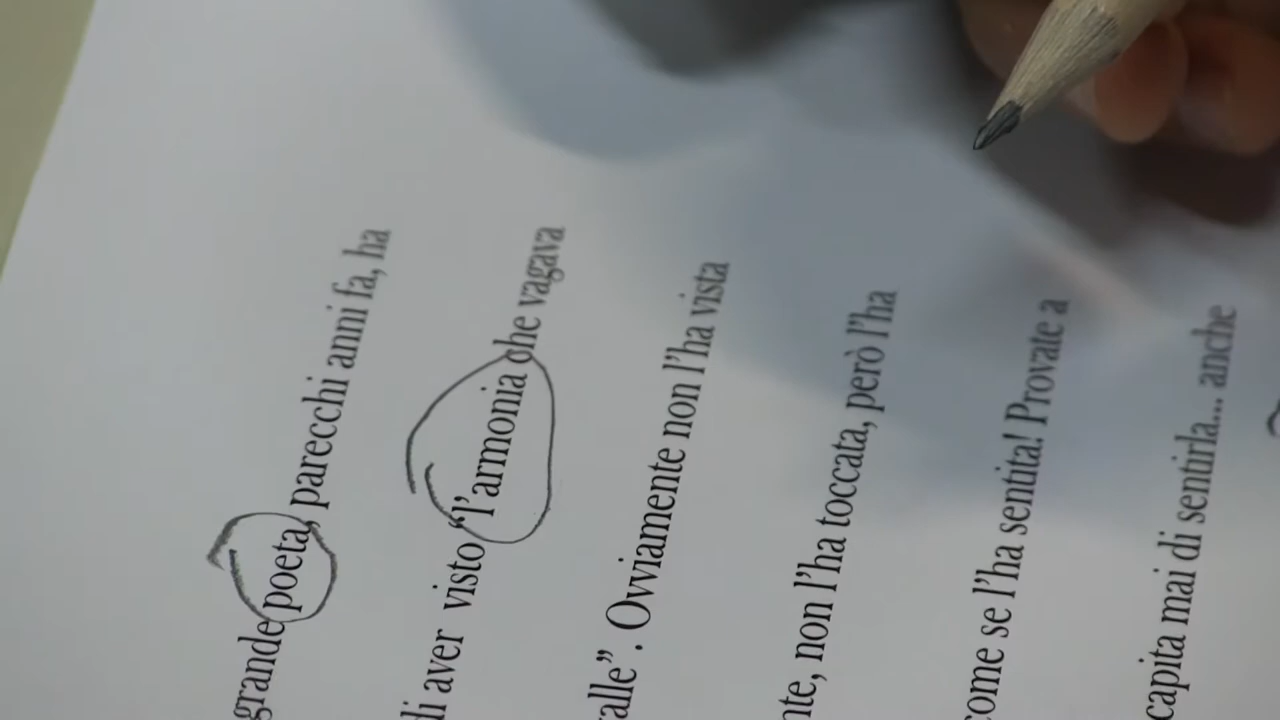 grande poeta, parecchi anni fa, ha
di aver visto “l’armonia che vagava
valle”. Ovviamente non l’ha vista
nte, non l’ha toccata, però l’ha
come se l’ha sentita! Provate a
capita mai di sentirla... anche